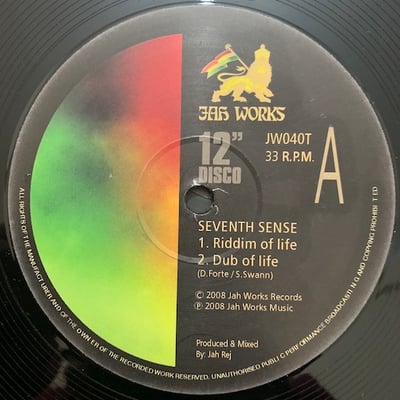 JAH WORKS
12"
DISCO
JW040T
33 R.P.M.
A
SEVENTH SENSE
1. Riddim of life
2. Dub of life
(D.Forte / S.Swann)
© 2008 Jah Works Records
℗ 2008 Jah Works Music
Produced & Mixed
By: Jah Rej
ALL RIGHTS OF THE MANUFACTURER AND OF THE OWNER OF THE RECORDED WORK RESERVED. UNAUTHORISED PUBLIC PERFORMANCE BROADCASTING AND COPYING PROHIBITED